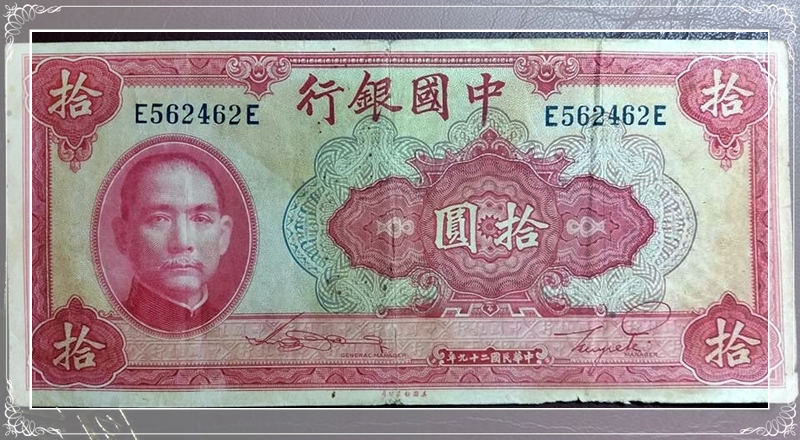 行銀國中
拾
拾
E562462E
E562462E
圓拾
拾
拾
GENERAL MANAGER
年九十二國民華中
MANAGER